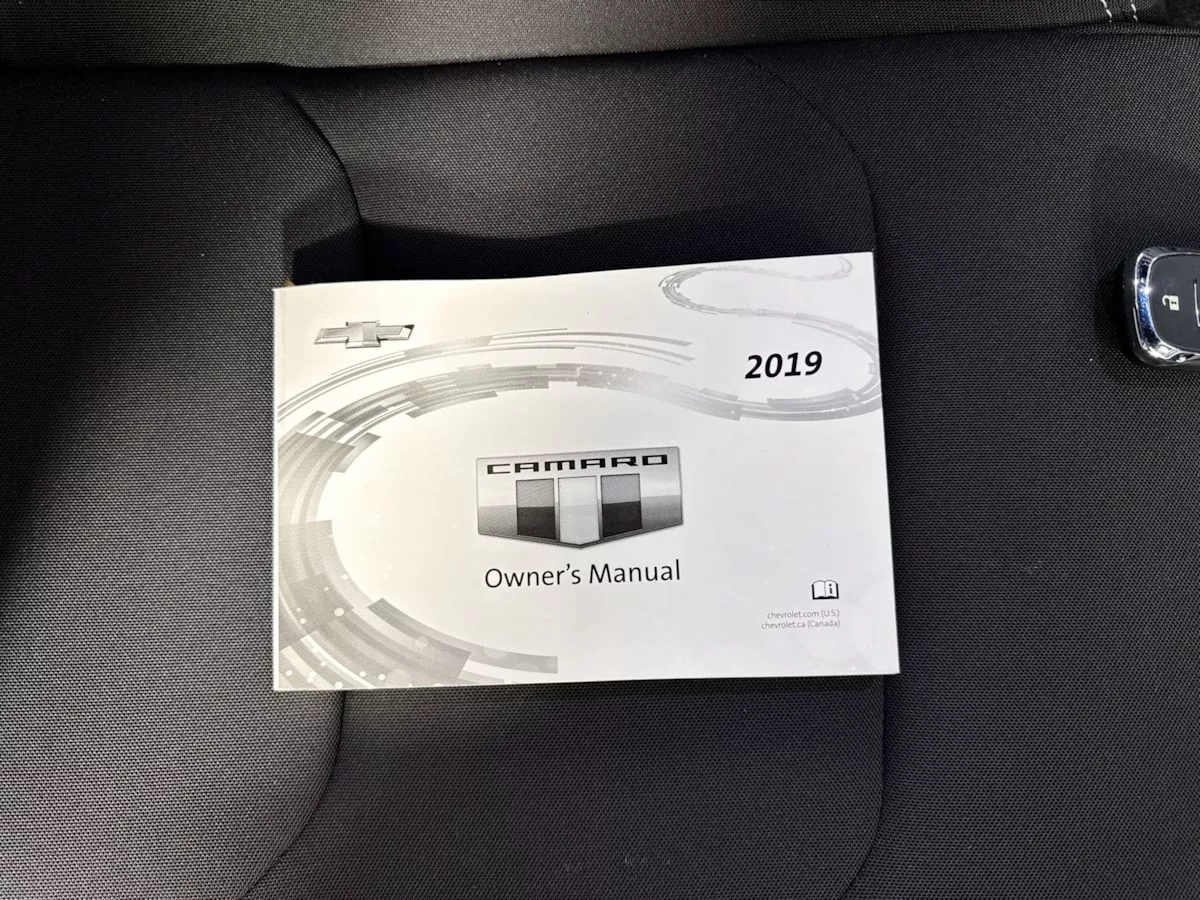 2019
CAMARO
Owner's Manual
chevrolet.com (U.S.)
chevrolet.ca (Canada)